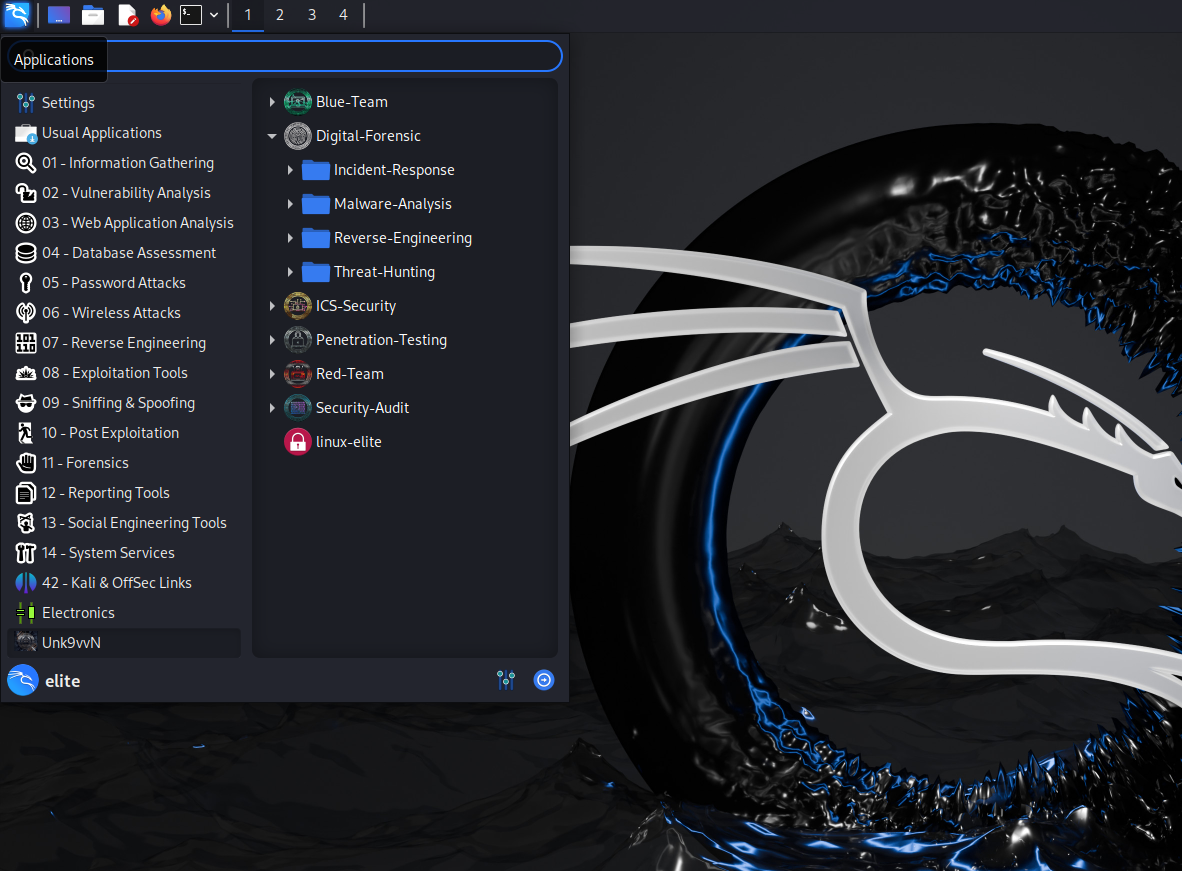 1 2 3 4
Applications
Settings
Usual Applications
01 - Information Gathering
02 - Vulnerability Analysis
03 - Web Application Analysis
04 - Database Assessment
05 - Password Attacks
06 - Wireless Attacks
07 - Reverse Engineering
08 - Exploitation Tools
09 - Sniffing & Spoofing
10 - Post Exploitation
11 - Forensics
12 - Reporting Tools
13 - Social Engineering Tools
14 - System Services
42 - Kali & OffSec Links
Electronics
Unk9vvN
Blue-Team
Digital-Forensic
Incident-Response
Malware-Analysis
Reverse-Engineering
Threat-Hunting
ICS-Security
Penetration-Testing
Red-Team
Security-Audit
linux-elite
elite